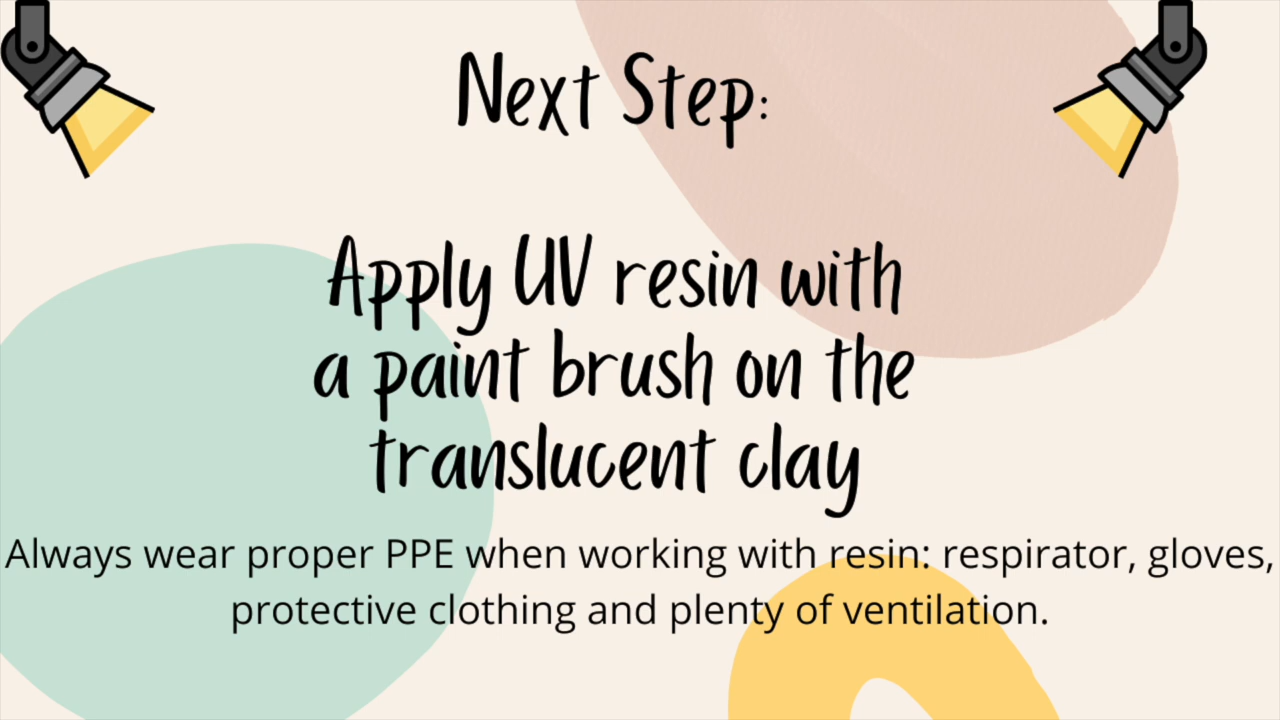 Next Step:
Apply UV resin with
a paint brush on the
translucent clay
Always wear proper PPE when working with resin: respirator, gloves,
protective clothing and plenty of ventilation.